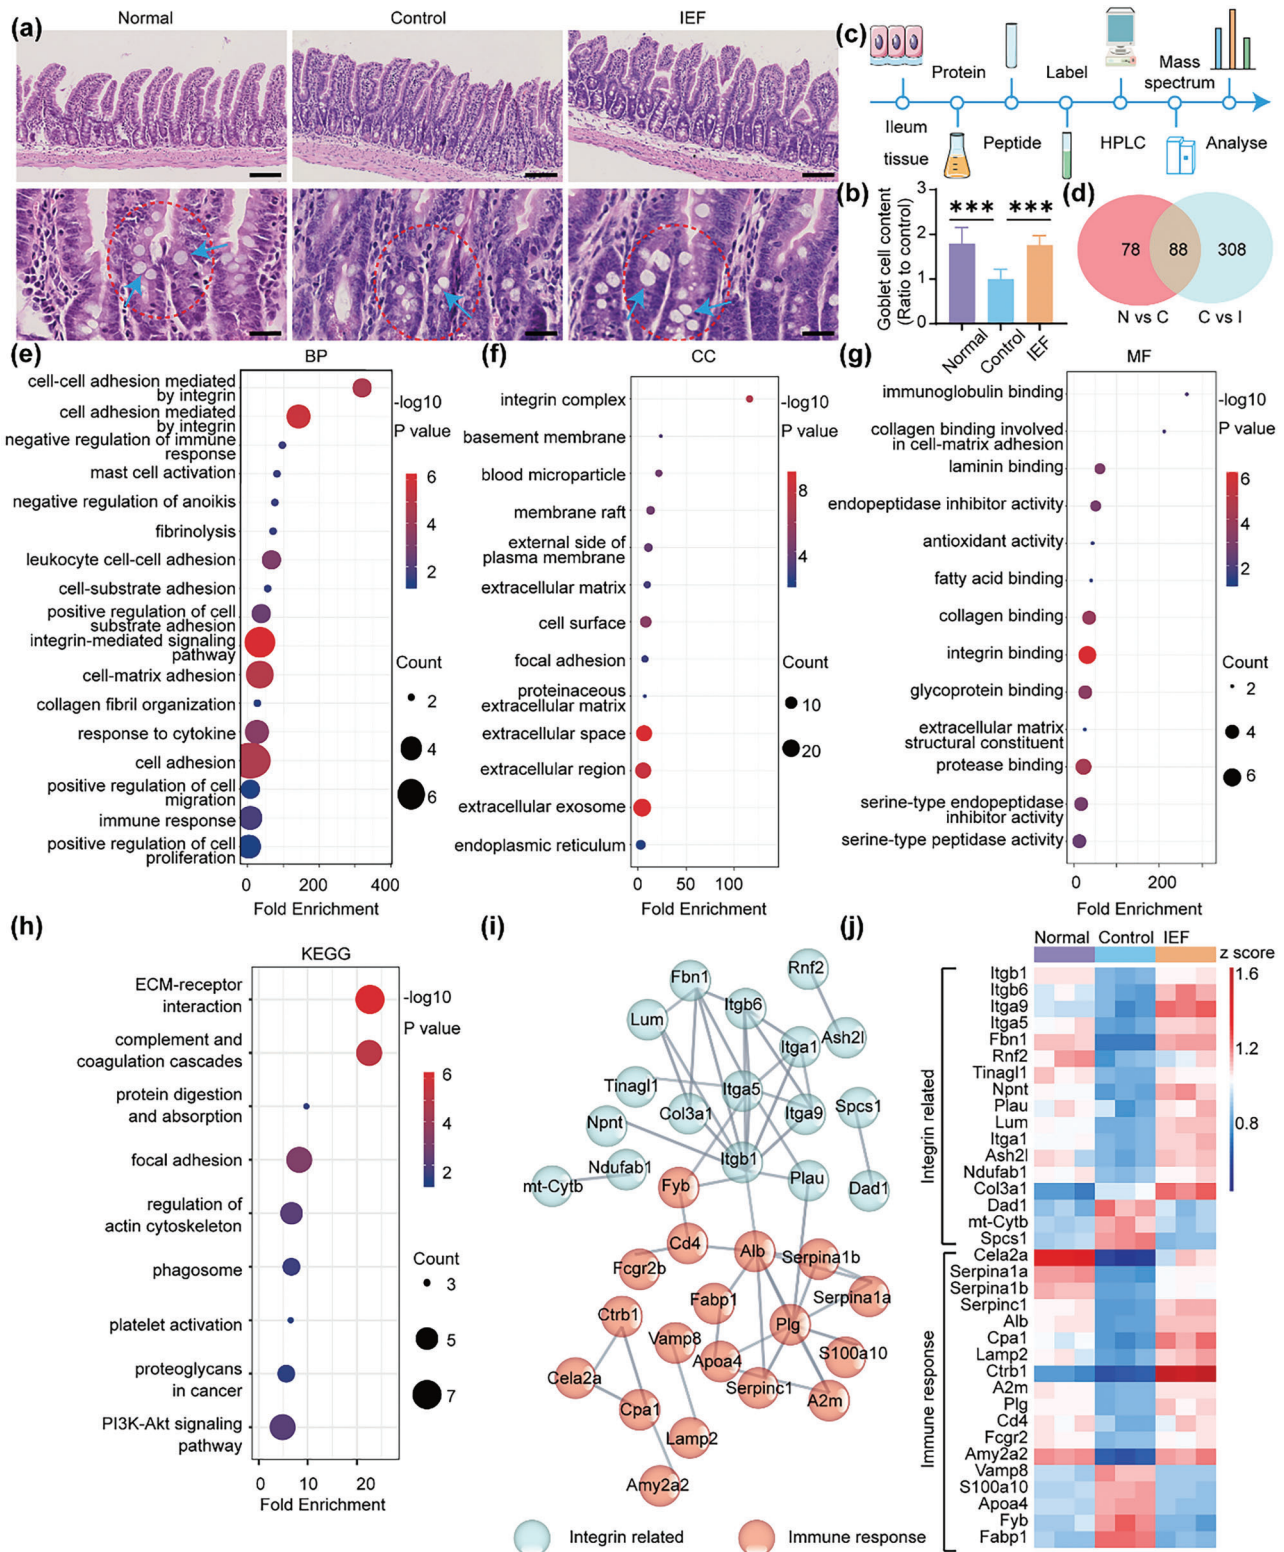 (a)
Normal
Control
IEF
(c)
Protein
Label
Mass
spectrum
Ileum
tissue
Peptide
HPLC
Analyse
(b)
Goblet cell content
(Ratio to control)
3
2
1
0
***
***
Normal
Control
IEF
(d)
78
88
308
N vs C
C vs I
(e)
BP
cell-cell adhesion mediated
by integrin
cell adhesion mediated
by integrin
negative regulation of immune
response
mast cell activation
negative regulation of anoikis
fibrinolysis
leukocyte cell-cell adhesion
cell-substrate adhesion
positive regulation of cell
substrate adhesion
integrin-mediated signaling
pathway
cell-matrix adhesion
collagen fibril organization
response to cytokine
cell adhesion
positive regulation of cell
migration
immune response
positive regulation of cell
proliferation
0
200
400
Fold Enrichment
-log10
P value
6
4
2
Count
2
4
6
(f)
CC
integrin complex
basement membrane
blood microparticle
membrane raft
external side of
plasma membrane
extracellular matrix
cell surface
focal adhesion
proteinaceous
extracellular matrix
extracellular space
extracellular region
extracellular exosome
endoplasmic reticulum
0
50
100
Fold Enrichment
-log10
P value
8
4
Count
10
20
(g)
MF
immunoglobulin binding
collagen binding involved
in cell-matrix adhesion
laminin binding
endopeptidase inhibitor activity
antioxidant activity
fatty acid binding
collagen binding
integrin binding
glycoprotein binding
extracellular matrix
structural constituent
protease binding
serine-type endopeptidase
inhibitor activity
serine-type peptidase activity
0
200
Fold Enrichment
-log10
P value
6
4
2
Count
2
4
6
(h)
KEGG
ECM-receptor
interaction
complement and
coagulation cascades
protein digestion
and absorption
focal adhesion
regulation of
actin cytoskeleton
phagosome
platelet activation
proteoglycans
in cancer
PI3K-Akt signaling
pathway
0
10
20
Fold Enrichment
-log10
P value
6
4
2
Count
3
5
7
(i)
Fbn1
Rnf2
Itgb6
Lum
Itga1
Ash2l
Tinagl1
Itga5
Col3a1
Itga9
Spcs1
Npnt
Itgb1
Ndufab1
mt-Cytb
Fyb
Plau
Dad1
Cd4
Alb
Serpina1b
Fcgr2b
Fabp1
Serpina1a
Ctrb1
Vamp8
Plg
Apoa4
S100a10
Cela2a
Serpinc1
A2m
Cpa1
Lamp2
Amy2a2
Integrin related
Immune response
(j)
Normal
Control
IEF
z score
1.6
1.2
0.8
Integrin related
Itgb1
Itgb6
Itga9
Itga5
Fbn1
Rnf2
Tinagl1
Npnt
Plau
Lum
Itga1
Ash2l
Ndufab1
Col3a1
Dad1
mt-Cytb
Spcs1
Immune response
Cela2a
Serpina1a
Serpina1b
Serpinc1
Alb
Cpa1
Lamp2
Ctrb1
A2m
Plg
Cd4
Fcgr2
Amy2a2
Vamp8
S100a10
Apoa4
Fyb
Fabp1